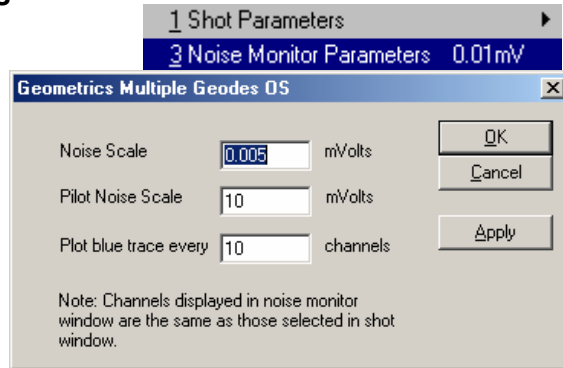 1 Shot Parameters
3 Noise Monitor Parameters 0.01mV
Geometrics Multiple Geodes OS
Noise Scale 0.005 mVolts
OK
Pilot Noise Scale 10 mVolts
Cancel
Plot blue trace every 10 channels
Apply
Note: Channels displayed in noise monitor
window are the same as those selected in shot
window.